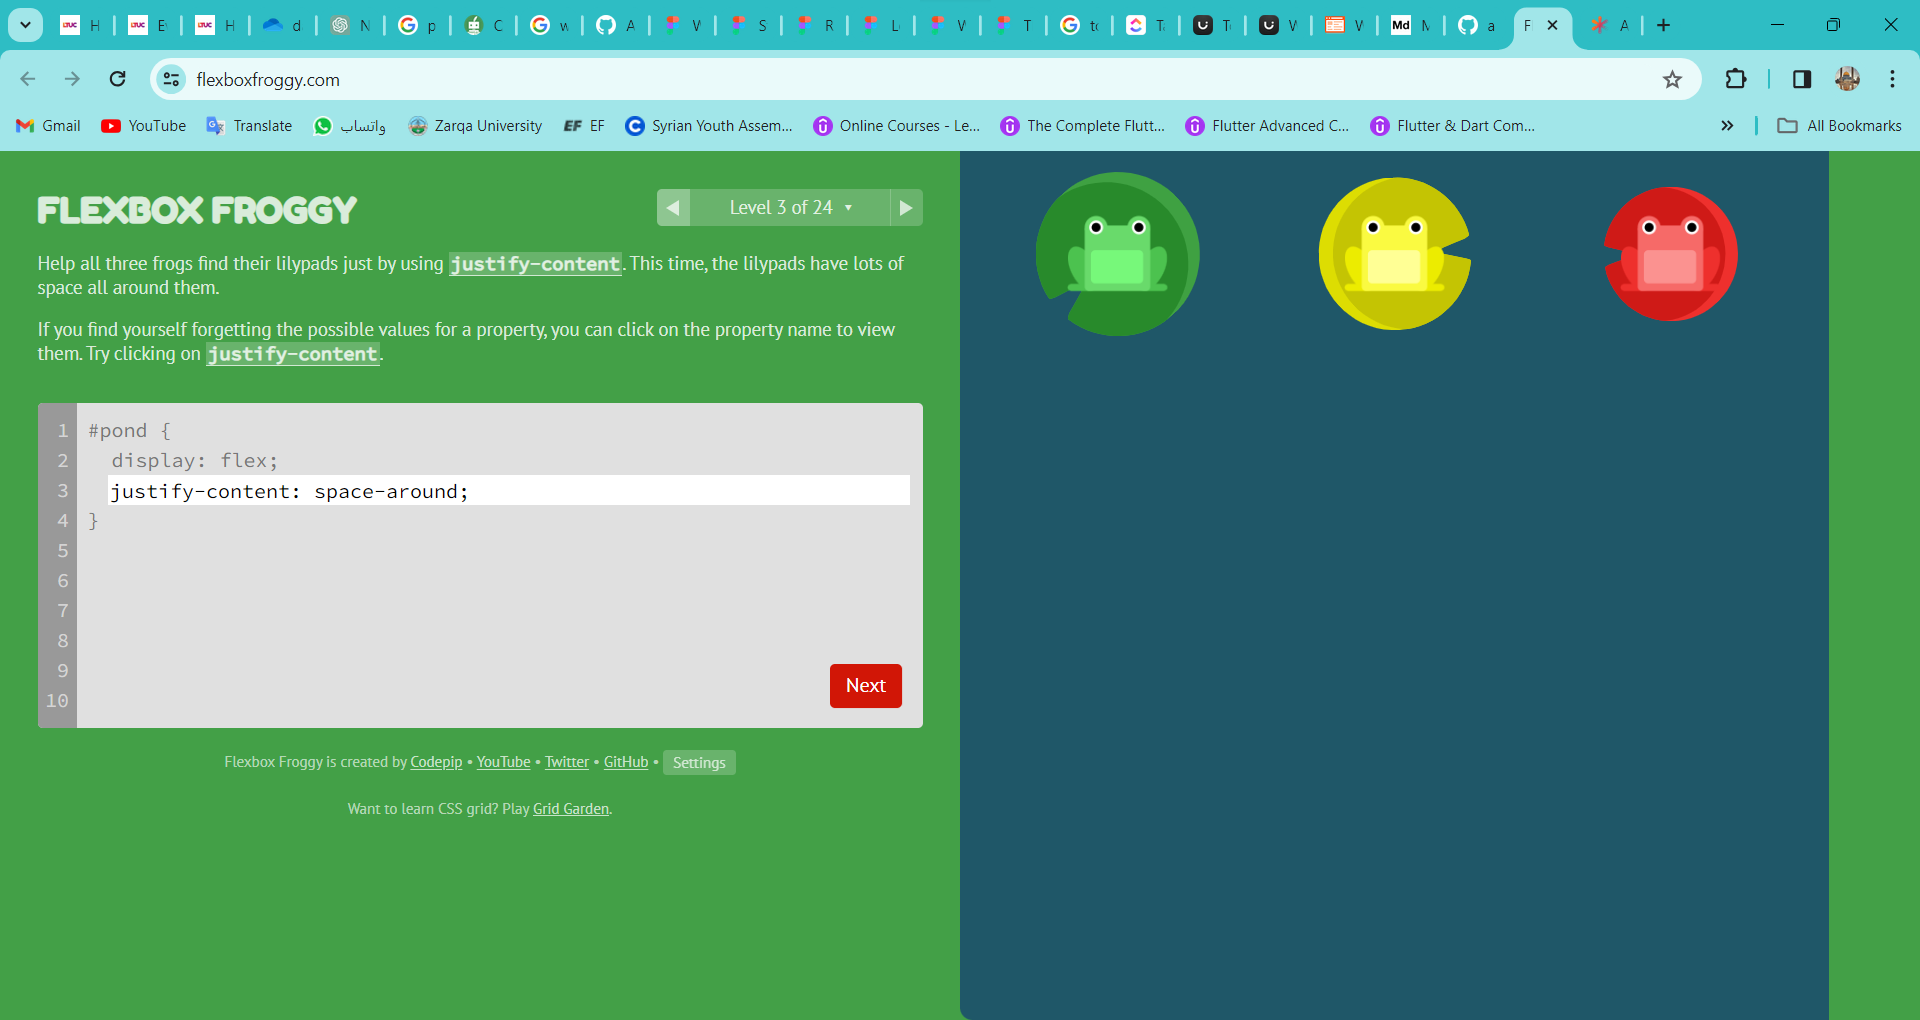 H
E
H
d
N
p
C
w
A
W
S
R
Lo
W
T
to
Ta
To
W
W
Md
M
a
F
A
flexboxfroggy.com
Gmail
YouTube
Translate
واتساب
Zarqa University
EF EF
Syrian Youth Assem...
Online Courses - Le...
The Complete Flutt...
Flutter Advanced C...
Flutter & Dart Com...
All Bookmarks
FLEXBOX FROGGY
Level 3 of 24
Help all three frogs find their lilypads just by using justify-content. This time, the lilypads have lots of
space all around them.
If you find yourself forgetting the possible values for a property, you can click on the property name to view
them. Try clicking on justify-content.
1 #pond {
2 display: flex;
3 justify-content: space-around;
4 }
5
6
7
8
9
10
Next
Flexbox Froggy is created by Codepip • YouTube • Twitter • GitHub • Settings
Want to learn CSS grid? Play Grid Garden.